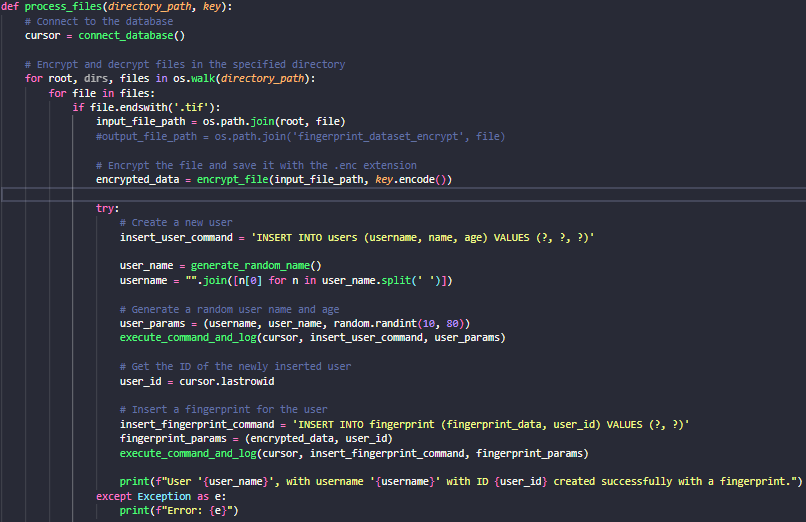 def process_files(directory_path, key):
    # Connect to the database
    cursor = connect_database()

    # Encrypt and decrypt files in the specified directory
    for root, dirs, files in os.walk(directory_path):
        for file in files:
            if file.endswith('.tif'):
                input_file_path = os.path.join(root, file)
                #output_file_path = os.path.join('fingerprint_dataset_encrypt', file)

                # Encrypt the file and save it with the .enc extension
                encrypted_data = encrypt_file(input_file_path, key.encode())

                try:
                    # Create a new user
                    insert_user_command = 'INSERT INTO users (username, name, age) VALUES (?, ?, ?)'

                    user_name = generate_random_name()
                    username = "".join([n[0] for n in user_name.split(' ')])

                    # Generate a random user name and age
                    user_params = (username, user_name, random.randint(10, 80))
                    execute_command_and_log(cursor, insert_user_command, user_params)

                    # Get the ID of the newly inserted user
                    user_id = cursor.lastrowid

                    # Insert a fingerprint for the user
                    insert_fingerprint_command = 'INSERT INTO fingerprint (fingerprint_data, user_id) VALUES (?, ?)'
                    fingerprint_params = (encrypted_data, user_id)
                    execute_command_and_log(cursor, insert_fingerprint_command, fingerprint_params)

                    print(f"User '{user_name}', with username '{username}' with ID {user_id} created successfully with a fingerprint.")
                except Exception as e:
                    print(f"Error: {e}")